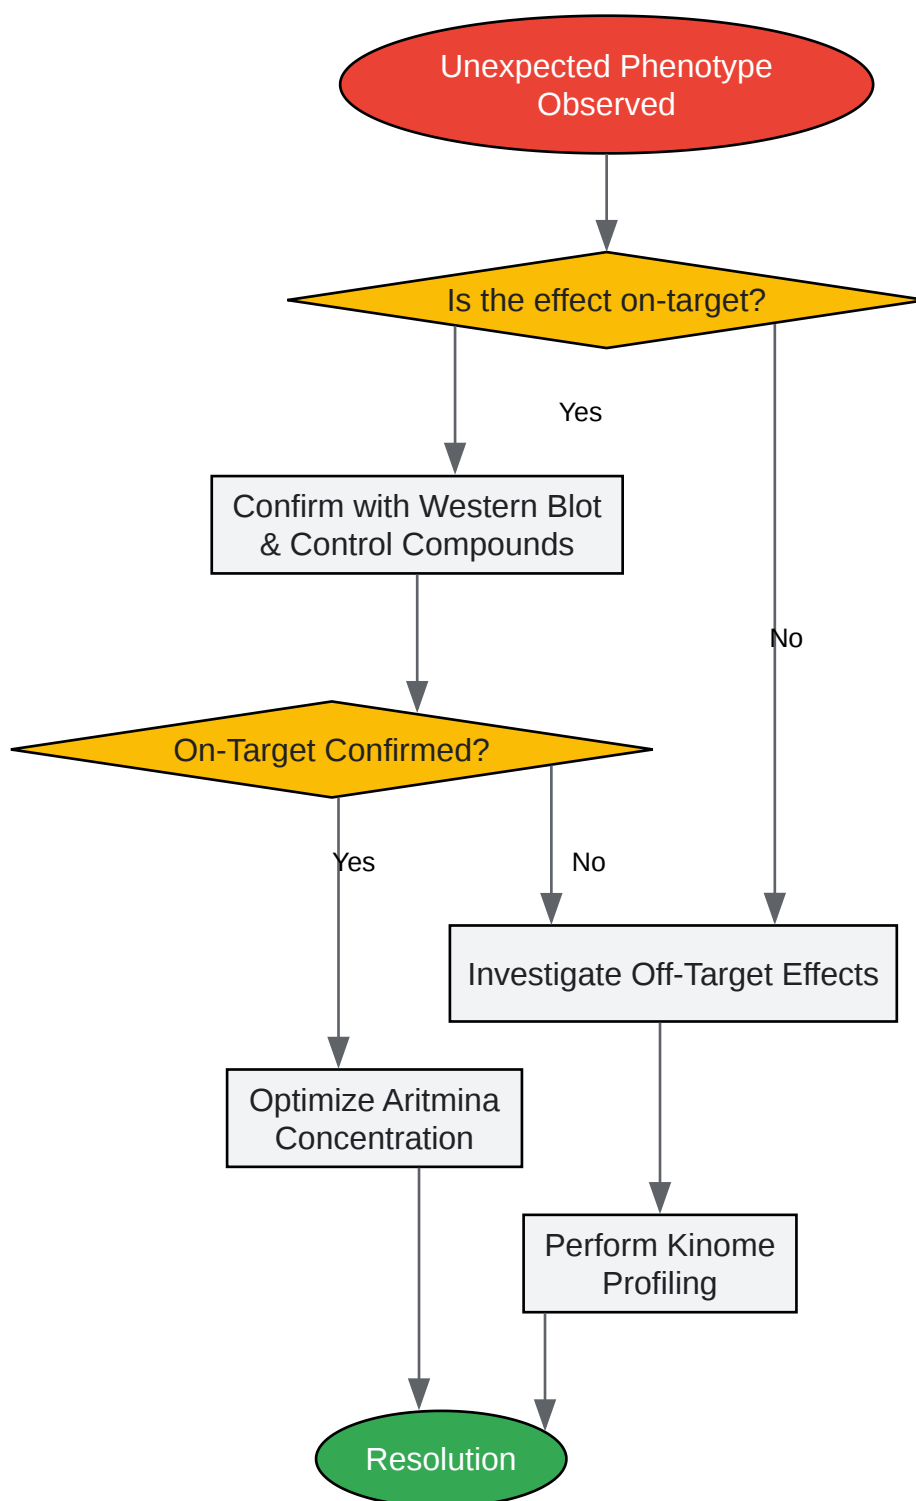 Unexpected Phenotype
Observed
Is the effect on-target?
Yes
Confirm with Western Blot
& Control Compounds
No
On-Target Confirmed?
Yes
No
Investigate Off-Target Effects
Optimize Aritmina
Concentration
Perform Kinome
Profiling
Resolution